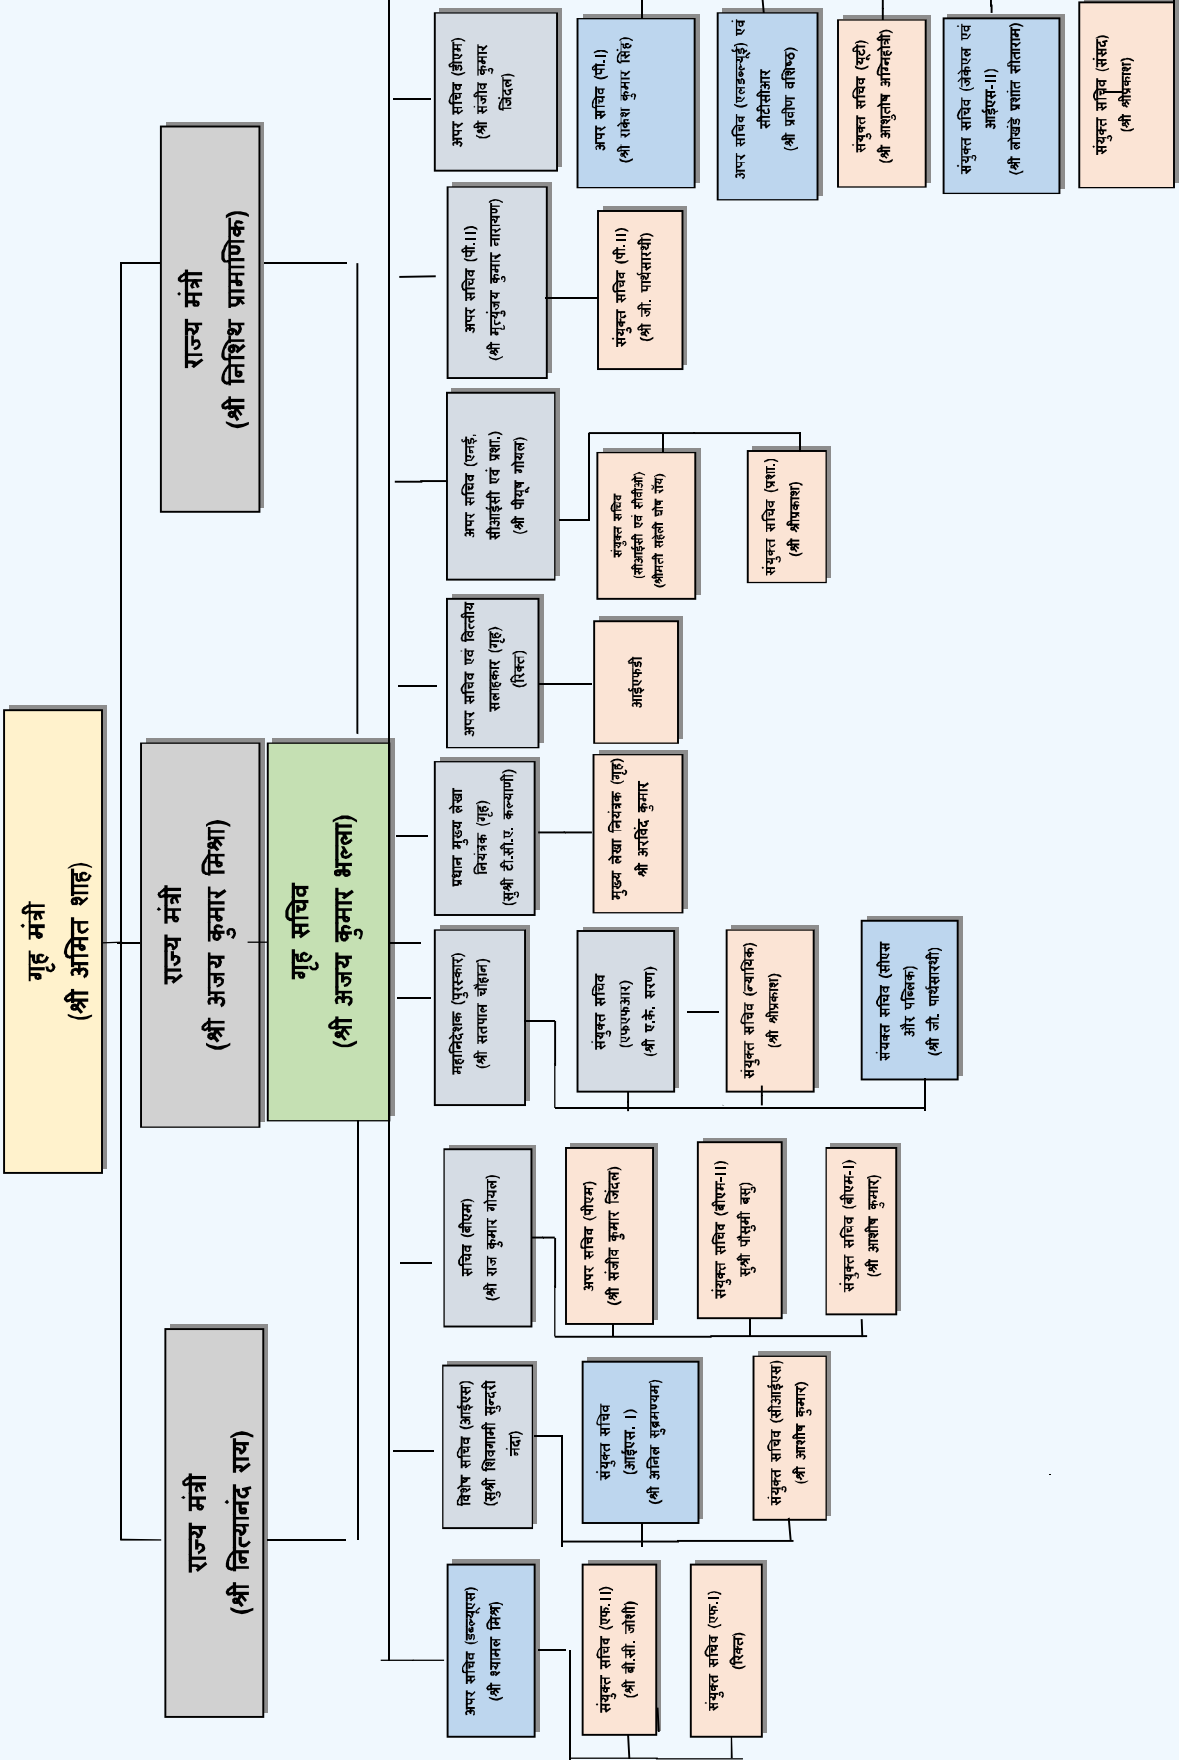 गृह मंत्री
(श्री अमित शाह)
राज्य मंत्री
(श्री नित्यानंद राय)
राज्य मंत्री
(श्री अजय कुमार मिश्रा)
राज्य मंत्री
(श्री निशिथ प्रामाणिक)
गृह सचिव
(श्री अजय कुमार भल्ला)
अपर सचिव (डब्ल्यूएस)
(श्री श्यामल मिश्र)
संयुक्त सचिव (एफ.II)
(श्री बी.सी. जोशी)
संयुक्त सचिव (एफ.I)
(रिक्त)
विशेष सचिव (आईएस)
(सुश्री शिवगामी सुन्दरी
नंदा)
संयुक्त सचिव
(आईएस. I)
(श्री अनिल सुब्रमण्यम)
संयुक्त सचिव (सीआईएस)
(श्री आशीष कुमार)
सचिव (बीएम)
(श्री राज कुमार गोयल)
अपर सचिव (पीएम)
(श्री संजीव कुमार जिंदल)
संयुक्त सचिव (बीएम-II)
सुश्री पौसुमी बसु)
संयुक्त सचिव (बीएम-I)
(श्री आशीष कुमार)
महानिदेशक (पुरस्कार)
(श्री सतपाल चौहान)
संयुक्त सचिव
(एफएफआर)
(श्री ए.के. सरण)
संयुक्त सचिव (न्यायिक)
(श्री श्रीप्रकाश)
संयक्त सचिव (सीएस
और पब्लिक)
(श्री जी. पार्थसारथी)
प्रधान मुख्य लेखा
नियंत्रक (गृह)
(सुश्री टी.सी.ए. कल्याणी)
मुख्य लेखा नियंत्रक (गृह)
श्री अरविंद कुमार
अपर सचिव एवं वित्तीय
सलाहकार (गृह)
(रिक्त)
आईएफडी
अपर सचिव (एनई,
सीआईसी एवं प्रशा.)
(श्री पीयूष गोयल)
संयुक्त सचिव
(सीआईसी एवं सीवीओ)
(श्रीमती सहेली घोष रॉय)
संयुक्त सचिव (प्रशा.)
(श्री श्रीप्रकाश)
अपर सचिव (पी.II)
(श्री मृत्युंजय कुमार नारायण)
संयुक्त सचिव (पी.II)
(श्री जी. पार्थसारथी)
अपर सचिव (डीएम)
(श्री संजीव कुमार
जिंदल)
अपर सचिव (पी.I)
(श्री राकेश कुमार सिंह)
अपर सचिव (एलडब्ल्यूई) एवं
सीटीसीआर
(श्री प्रवीण वशिष्ठ)
संयुक्त सचिव (यूटी)
(श्री आशुतोष अग्निहोत्री)
संयुक्त सचिव (जेकेएल एवं
आईएस-II)
(श्री लोखंडे प्रशांत सीताराम)
संयुक्त सचिव (संसद)
(श्री श्रीप्रकाश)